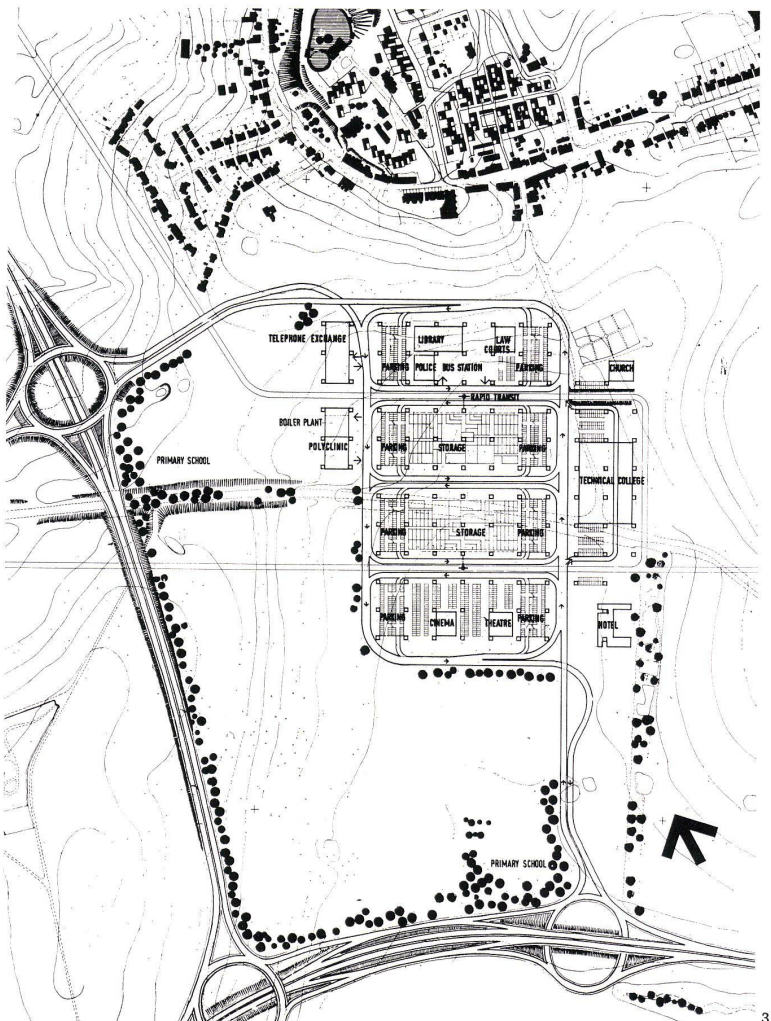 TELEPHONE EXCHANGE
LIBRARY
LAW
COURTS
PARKING
POLICE
BUS STATION
PARKING
CHURCH
RAPID TRANSIT
BOILER PLANT
POLYCLINIC
PARKING
STORAGE
PARKING
TECHNICAL COLLEGE
PRIMARY SCHOOL
PARKING
STORAGE
PARKING
PARKING
CINEMA
THEATRE
PARKING
HOTEL
PRIMARY SCHOOL
3